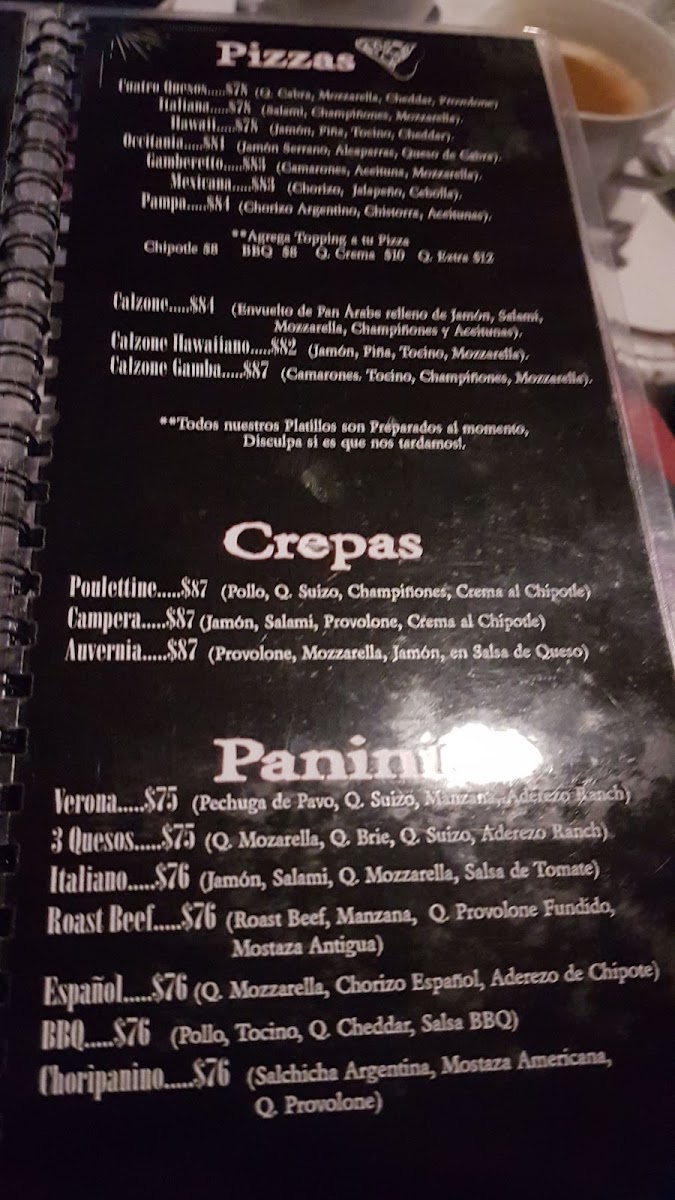 Pizzas
Cuatro Quesos.....$78 (Q. Cabra, Mozzarella, Cheddar, Provolone)
Italiana.....$78 (Salami, Champiñones, Mozzarella).
Hawaii.....$78 (Jamón, Piña, Tocino, Cheddar).
Occitania.....$81 (Jamón Serrano, Alcaparras, Queso de Cabra).
Gamberetto.....$83 (Camarones, Aceituna, Mozzarella).
Mexicana.....$83 (Chorizo, Jalapeño, Cebolla).
Pampa.....$84 (Chorizo Argentino, Chistorra, Aceitunas).
**Agrega Topping a tu Pizza
Chipotle $8 BBQ $8 Q. Crema $10 Q. Extra $12
Calzone.....$84 (Envuelto de Pan Árabe relleno de Jamón, Salami,
Mozzarella, Champiñones y Aceitunas).
Calzone Hawaiiano.....$82 (Jamón, Piña, Tocino, Mozzarella).
Calzone Gamba.....$87 (Camarones. Tocino, Champiñones, Mozzarella).
**Todos nuestros Platillos son Préparados al momento,
Disculpa si es que nos tardamos!.
Crepas
Poulettine.....$87 (Pollo, Q. Suizo, Champiñones, Crema al Chipotle)
Campera.....$87 (Jamón, Salami, Provolone, Crema al Chipotle)
Auvernia.....$87 (Provolone, Mozzarella, Jamón, en Salsa de Queso)
Panini
Verona.....$75 (Pechuga de Pavo, Q. Suizo, Manzana, Aderezo Ranch)
3 Quesos.....$75 (Q. Mozarella, Q. Brie, Q. Suizo, Aderezo Ranch)
Italiano.....$76 (Jamón, Salami, Q. Mozzarella, Salsa de Tomate)
Roast Beef.....$76 (Roast Beef, Manzana, Q. Provolone Fundido,
Mostaza Antigua)
Español.....$76 (Q. Mozzarella, Chorizo Español, Aderezo de Chipote)
BBQ.....$76 (Pollo, Tocino, Q. Cheddar, Salsa BBQ)
Choripanino.....$76 (Salchicha Argentina, Mostaza Americana,
Q. Provolone)